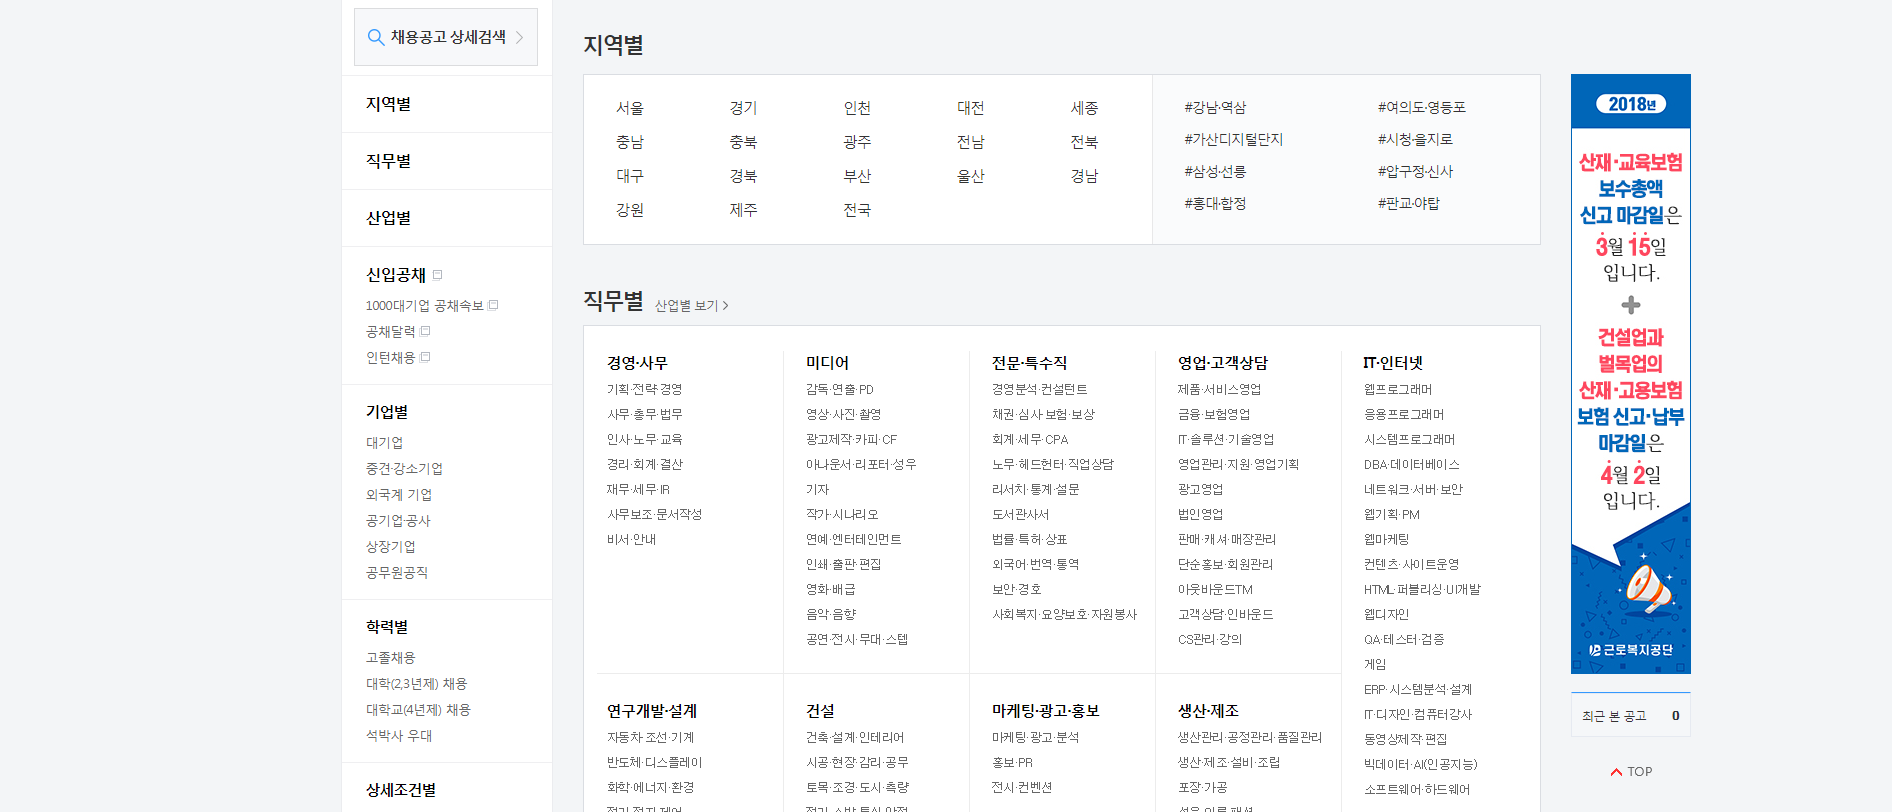 채용공고 상세검색
지역별
직무별
산업별
신입공채
1000대기업 공채속보
공채달력
인턴채용
기업별
대기업
중견·강소기업
외국계 기업
공기업·공사
상장기업
공무원공직
학력별
고졸채용
대학(2,3년제) 채용
대학교(4년제) 채용
석박사 우대
상세조건별
지역별
서울 경기 인천 대전 세종
충남 충북 광주 전남 전북
대구 경북 부산 울산 경남
강원 제주 전국
#강남·역삼 #여의도·영등포
#가산디지털단지 #시청·을지로
#삼성·선릉 #압구정·신사
#홍대·합정 #판교·야탑
직무별 산업별 보기
경영·사무
기획·전략·경영
사무·총무·법무
인사·노무·교육
경리·회계·결산
재무·세무·IR
사무보조·문서작성
비서·안내
미디어
감독·연출·PD
영상·사진·촬영
광고제작·카피·CF
아나운서·리포터·성우
기자
작가·시나리오
연예·엔터테인먼트
인쇄·출판·편집
영화·배급
음악·음향
공연·전시·무대·스텝
전문·특수직
경영분석·컨설턴트
채권·심사·보험·보상
회계·세무·CPA
노무·헤드헌터·직업상담
리서치·통계·설문
도서관사서
법률·특허·상표
외국어·번역·통역
보안·경호
사회복지·요양보호·자원봉사
영업·고객상담
제품·서비스영업
금융·보험영업
IT·솔루션·기술영업
영업관리·지원·영업기획
광고영업
법인영업
판매·캐셔·매장관리
단순홍보·회원관리
아웃바운드TM
고객상담·인바운드
CS관리·강의
IT·인터넷
웹프로그래머
응용프로그래머
시스템프로그래머
DBA·데이터베이스
네트워크·서버·보안
웹기획·PM
웹마케팅
컨텐츠·사이트운영
HTML·퍼블리싱·UI개발
웹디자인
QA·테스터·검증
게임
ERP·시스템분석·설계
IT·디자인·컴퓨터강사
동영상제작·편집
빅데이터·AI(인공지능)
소프트웨어·하드웨어
연구개발·설계
자동차·조선·기계
반도체·디스플레이
화학·에너지·환경
건설
건축·설계·인테리어
시공·현장·감리·공무
토목·조경·도시·측량
마케팅·광고·홍보
마케팅·광고·분석
홍보·PR
전시·컨벤션
생산·제조
생산관리·공정관리·품질관리
생산·제조·설비·조립
포장·가공
2018년
산재·교육보험
보수총액
신고 마감일은
3월 15일
입니다.
+
건설업과
벌목업의
산재·고용보험
보험 신고·납부
마감일은
4월 2일
입니다.
근로복지공단
최근 본 공고 0
TOP